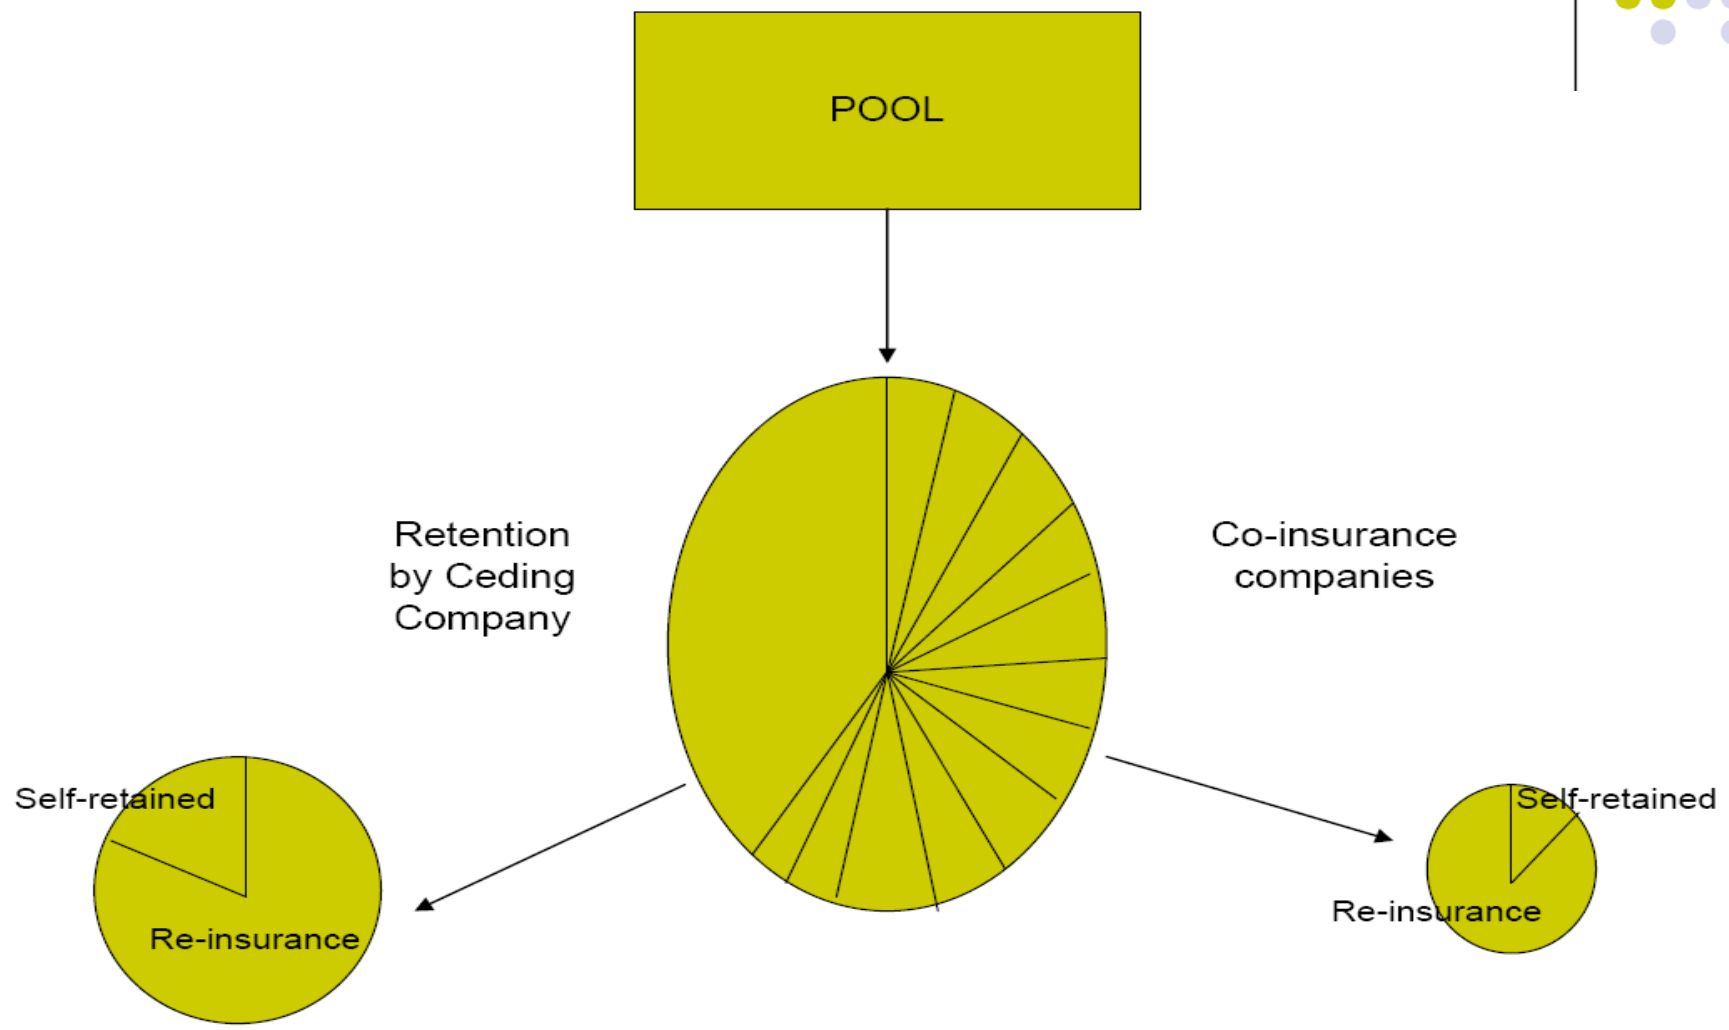 POOL
Retention
by Ceding
Company
Co-insurance
companies
Self-retained
Re-insurance
Self-retained
Re-insurance